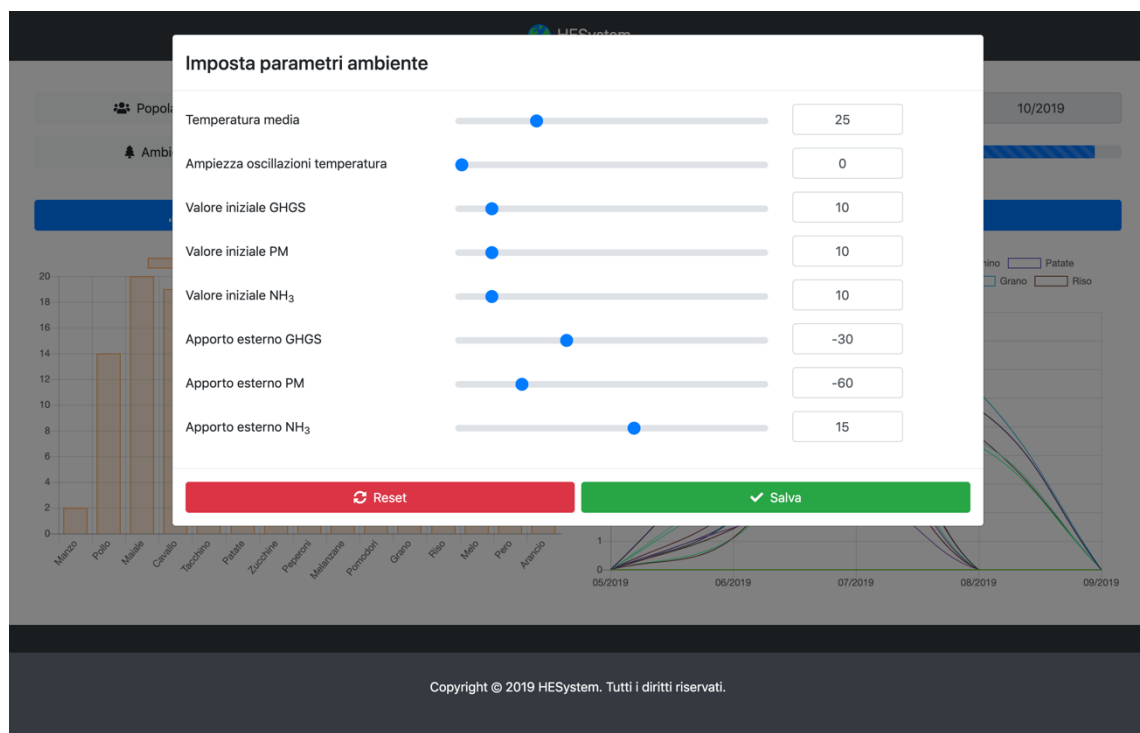 HESystem
Imposta parametri ambiente
10/2019
Temperatura media 25
Ampiezza oscillazioni temperatura 0
Valore iniziale GHGS 10
Valore iniziale PM 10
Valore iniziale NH₃ 10
Apporto esterno GHGS -30
Apporto esterno PM -60
Apporto esterno NH₃ 15
Reset Salva
Patate
Grano Riso
20
18
16
14
12
10
8
6
4
2
0
Manzo Pollo Maiale Cavallo Tacchino Patate Zucchine Peperoni Melanzane Pomodori Grano Riso Melo Pero Arancio
1
0
05/2019 06/2019 07/2019 08/2019 09/2019
Copyright © 2019 HESystem. Tutti i diritti riservati.